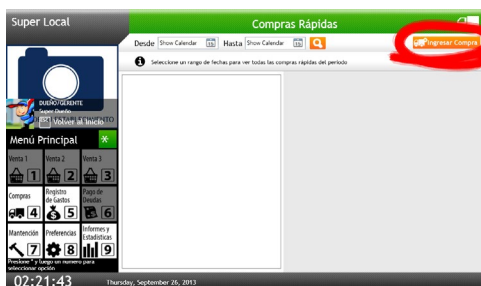 Super Local
Compras Rápidas
Desde Show Calendar 15 Hasta Show Calendar 15
Ingresar Compra
Seleccione un rango de fechas para ver todas las compras rápidas del periodo
DUEÑO/GERENTE
Super Dueño
Volver al Inicio
Menú Principal *
Venta 1 Venta 2 Venta 3
1 2 3
Compras Registro de Gastos Pago de Deudas
4 5 6
Mantención Preferencias Informes y Estadísticas
7 8 9
Presione * y luego un número para
seleccionar opción
02:21:43 Thursday, September 26, 2013